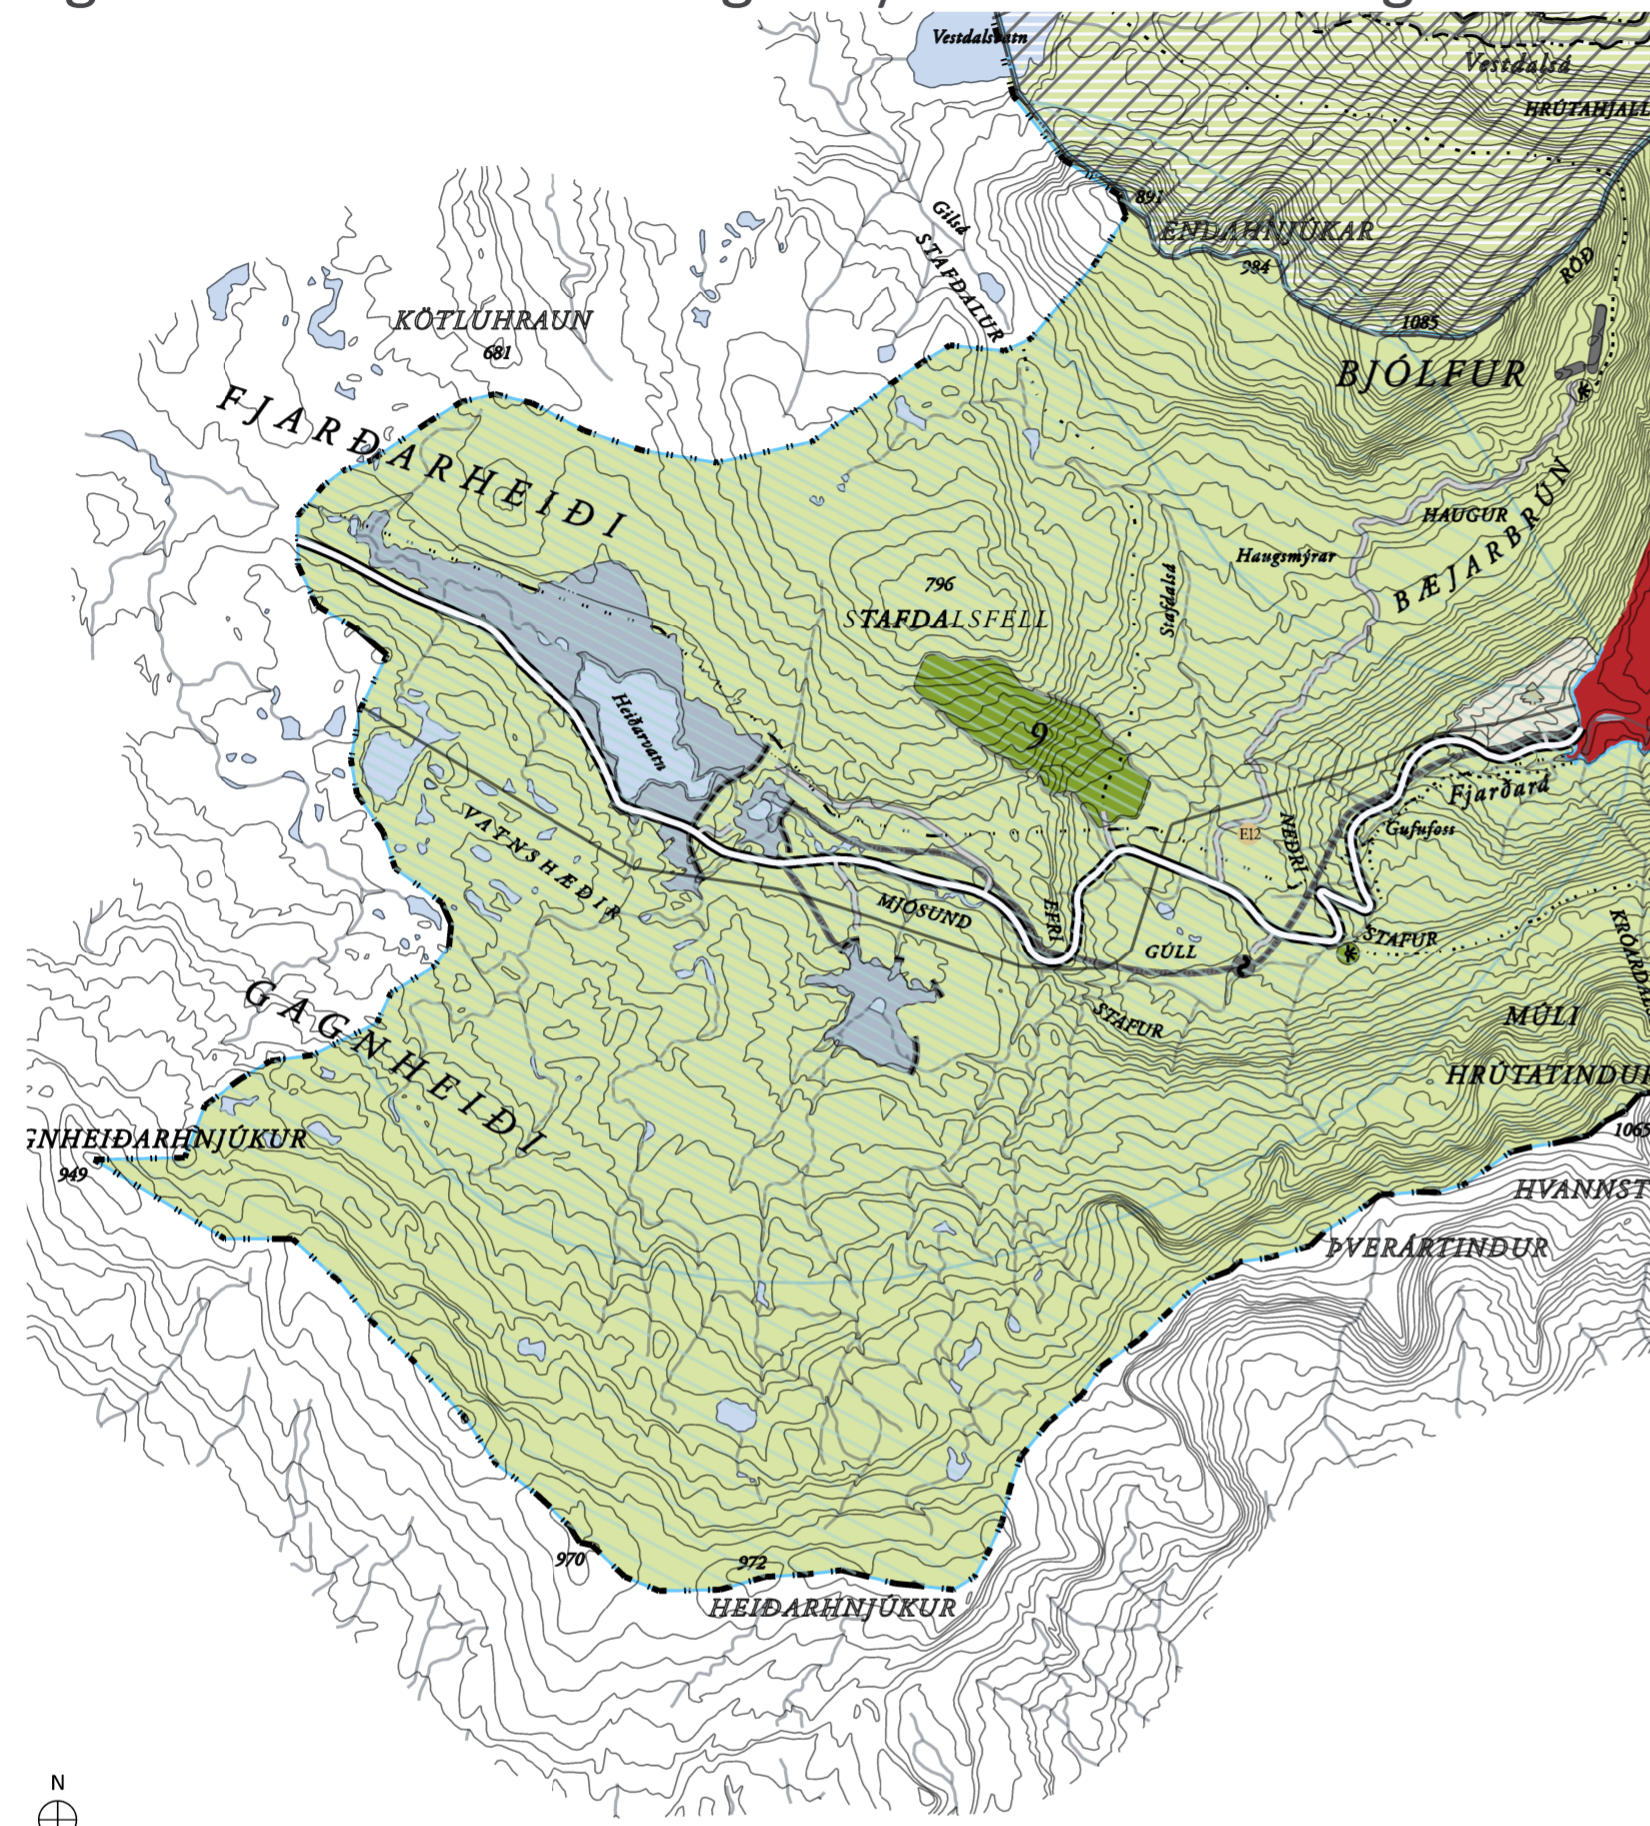 Vestdalsvatn
Vestdalsá
HRÚTAHJALL
891
Gilsá
ENDAHNJÚKAR
STAFDALUR
984
RÖÐ
KÖTLUHRAUN
681
1085
BJÓLFUR
FJARÐARHEIÐI
HAUGUR
BÆJARBRÚN
Haugsmýrar
796
STAFDALSFELL
Stafdalsá
Heiðarvatn
9
Fjarðará
Gufufoss
E12
NEÐRI
VATNSHÆÐIR
MJÓSUND
EFRI
GÚLL
STAFUR
GAGNHEIÐI
STAFUR
MÚLI
HRÚTATINDU
GNHEIÐARHNJÚKUR
1065
949
HVANNST
ÞVERÁRTINDUR
970
972
HEIÐARHNJÚKUR
N